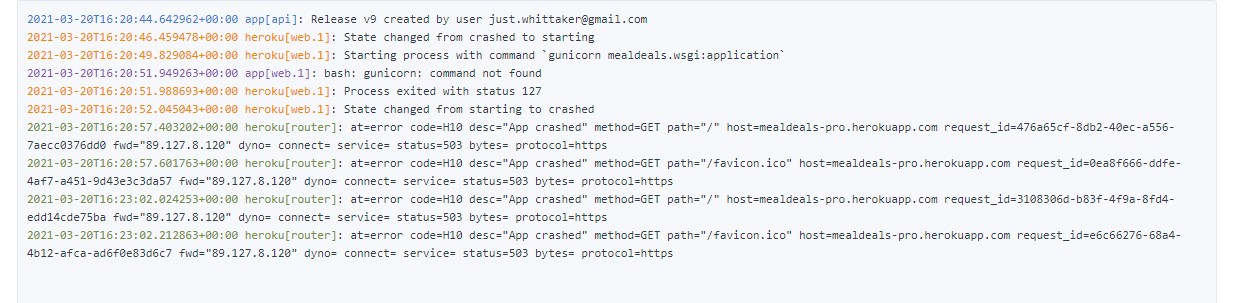 2021-03-20T16:20:44.642962+00:00 app[api]: Release v9 created by user just.whittaker@gmail.com
2021-03-20T16:20:46.459478+00:00 heroku[web.1]: State changed from crashed to starting
2021-03-20T16:20:49.829084+00:00 heroku[web.1]: Starting process with command `gunicorn mealdeals.wsgi:application`
2021-03-20T16:20:51.949263+00:00 app[web.1]: bash: gunicorn: command not found
2021-03-20T16:20:51.988693+00:00 heroku[web.1]: Process exited with status 127
2021-03-20T16:20:52.045043+00:00 heroku[web.1]: State changed from starting to crashed
2021-03-20T16:20:57.403202+00:00 heroku[router]: at=error code=H10 desc="App crashed" method=GET path="/" host=mealdeals-pro.herokuapp.com request_id=476a65cf-8db2-40ec-a556-
7aecc0376dd0 fwd="89.127.8.120" dyno= connect= service= status=503 bytes= protocol=https
2021-03-20T16:20:57.601763+00:00 heroku[router]: at=error code=H10 desc="App crashed" method=GET path="/favicon.ico" host=mealdeals-pro.herokuapp.com request_id=0ea8f666-ddfe-
4af7-a451-9d43e3c3da57 fwd="89.127.8.120" dyno= connect= service= status=503 bytes= protocol=https
2021-03-20T16:23:02.024253+00:00 heroku[router]: at=error code=H10 desc="App crashed" method=GET path="/" host=mealdeals-pro.herokuapp.com request_id=3108306d-b83f-4f9a-8fd4-
edd14cde75ba fwd="89.127.8.120" dyno= connect= service= status=503 bytes= protocol=https
2021-03-20T16:23:02.212863+00:00 heroku[router]: at=error code=H10 desc="App crashed" method=GET path="/favicon.ico" host=mealdeals-pro.herokuapp.com request_id=e6c66276-68a4-
4b12-afca-ad6f0e83d6c7 fwd="89.127.8.120" dyno= connect= service= status=503 bytes= protocol=https